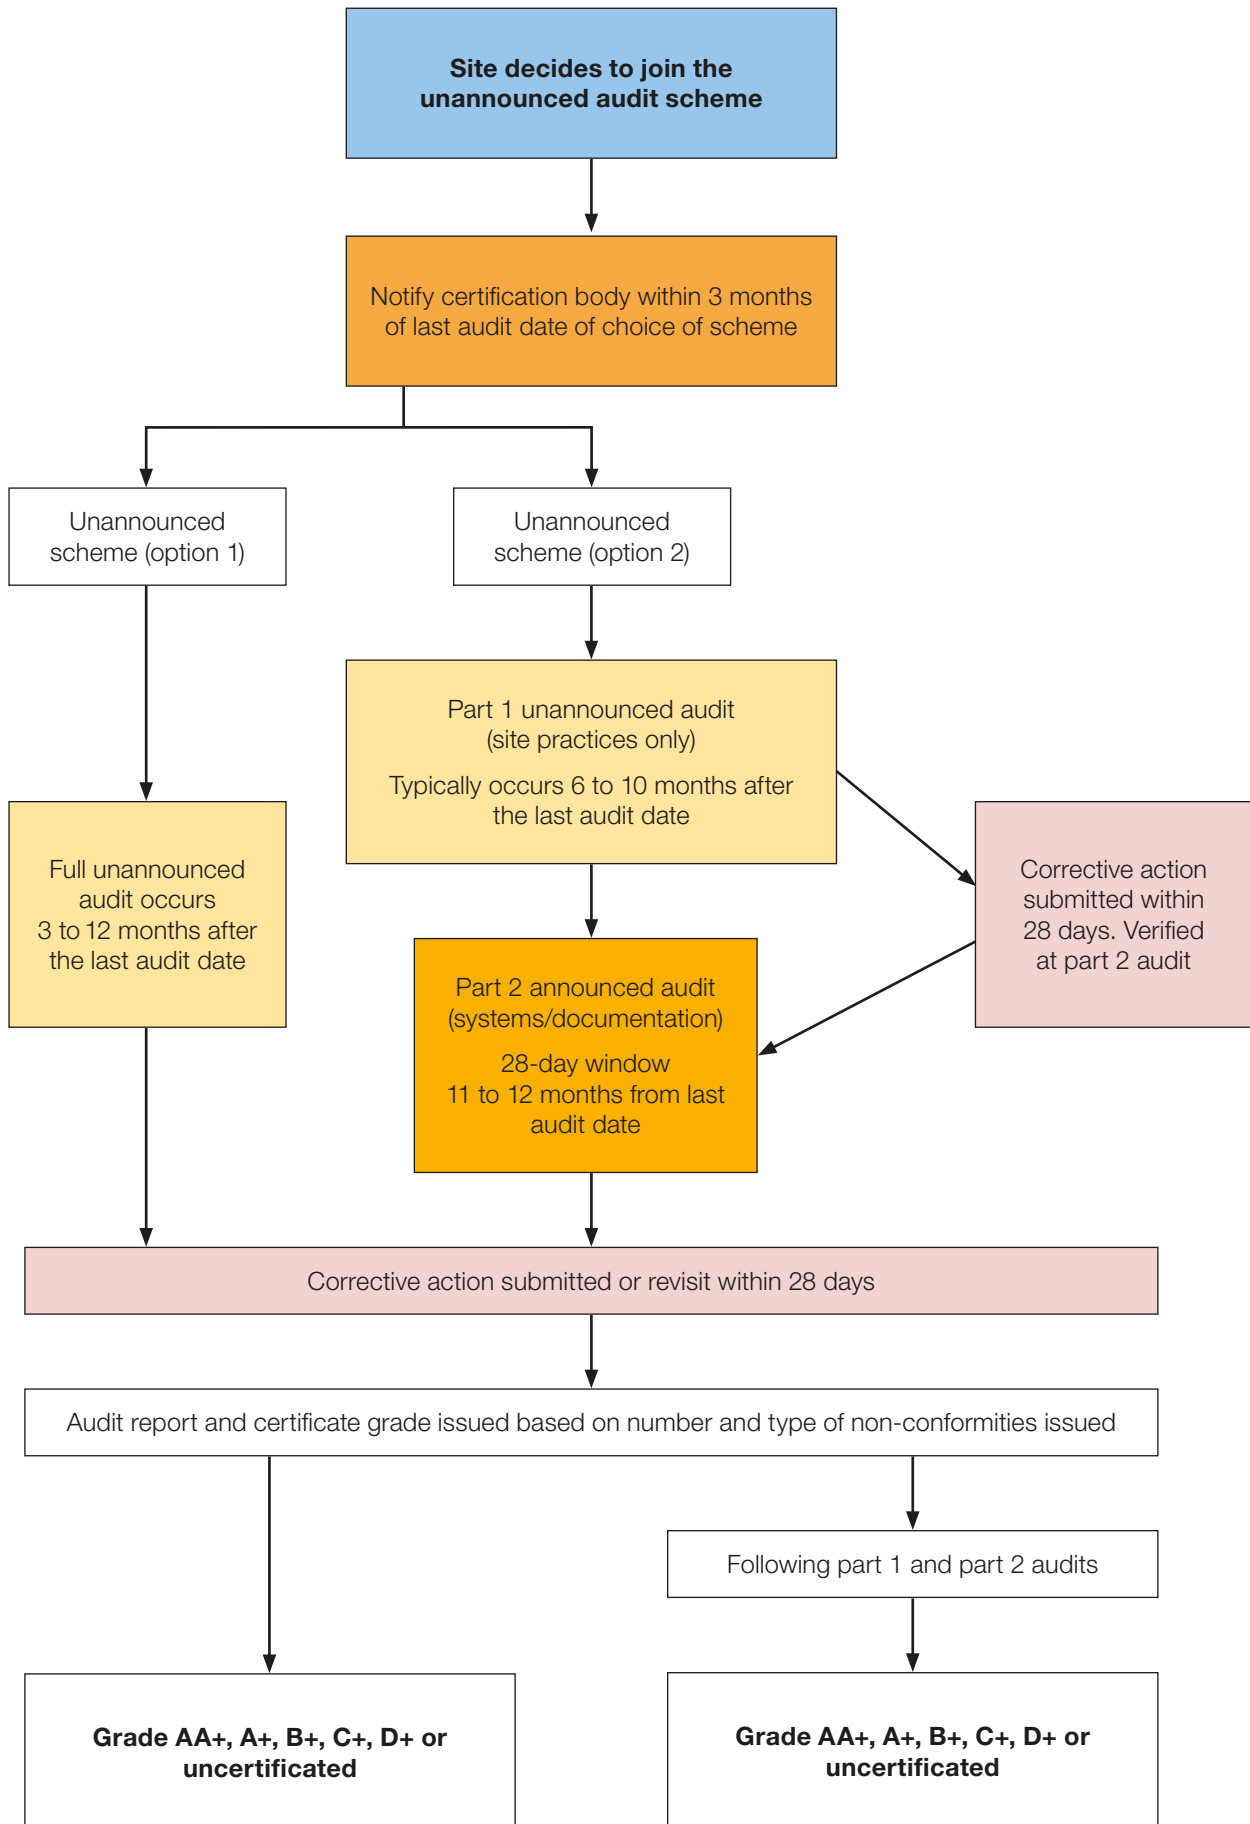 Site decides to join the
unannounced audit scheme
Notify certification body within 3 months
of last audit date of choice of scheme
Unannounced
scheme (option 1)
Unannounced
scheme (option 2)
Part 1 unannounced audit
(site practices only)
Typically occurs 6 to 10 months after
the last audit date
Full unannounced
audit occurs
3 to 12 months after
the last audit date
Corrective action
submitted within
28 days. Verified
at part 2 audit
Part 2 announced audit
(systems/documentation)
28-day window
11 to 12 months from last
audit date
Corrective action submitted or revisit within 28 days
Audit report and certificate grade issued based on number and type of non-conformities issued
Following part 1 and part 2 audits
Grade AA+, A+, B+, C+, D+ or
uncertificated
Grade AA+, A+, B+, C+, D+ or
uncertificated